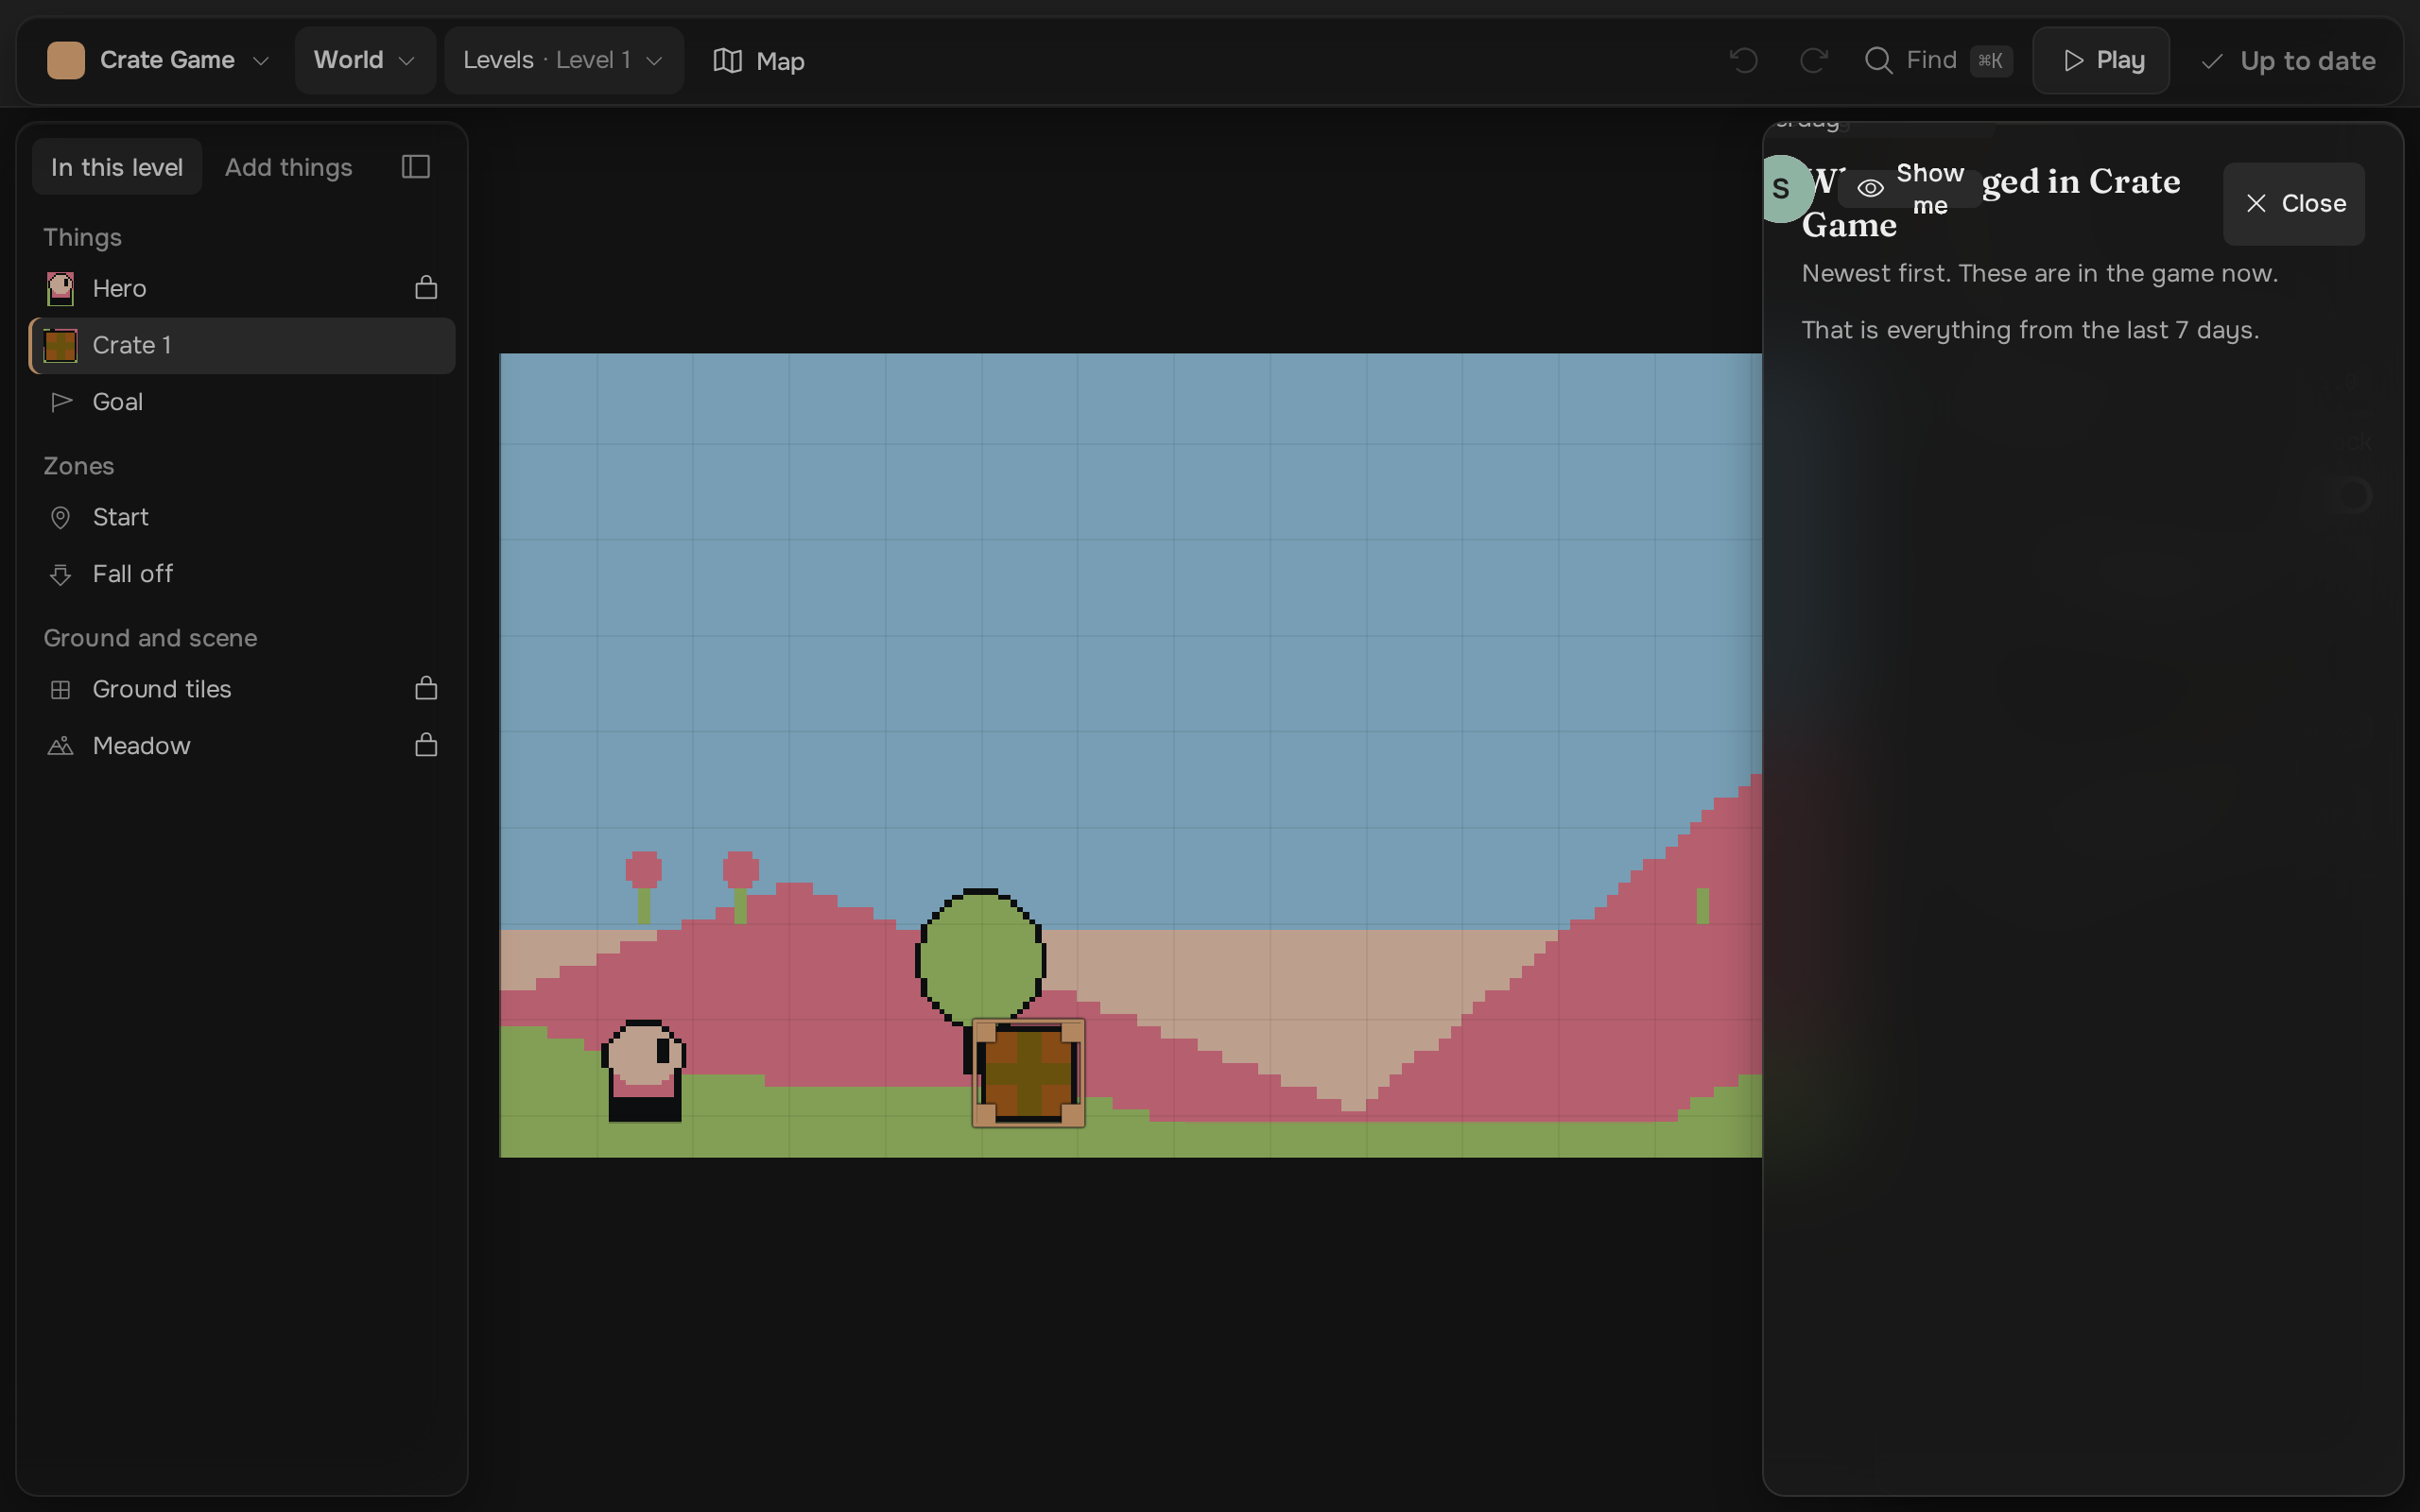 Crate Game
World
Levels · Level 1
Map
Find ⌘K
Play
Up to date
In this level
Add things
Things
Hero
Crate 1
Goal
Zones
Start
Fall off
Ground and scene
Ground tiles
Meadow
S
Show
me
ged in Crate
Game
Close
Newest first. These are in the game now.
That is everything from the last 7 days.